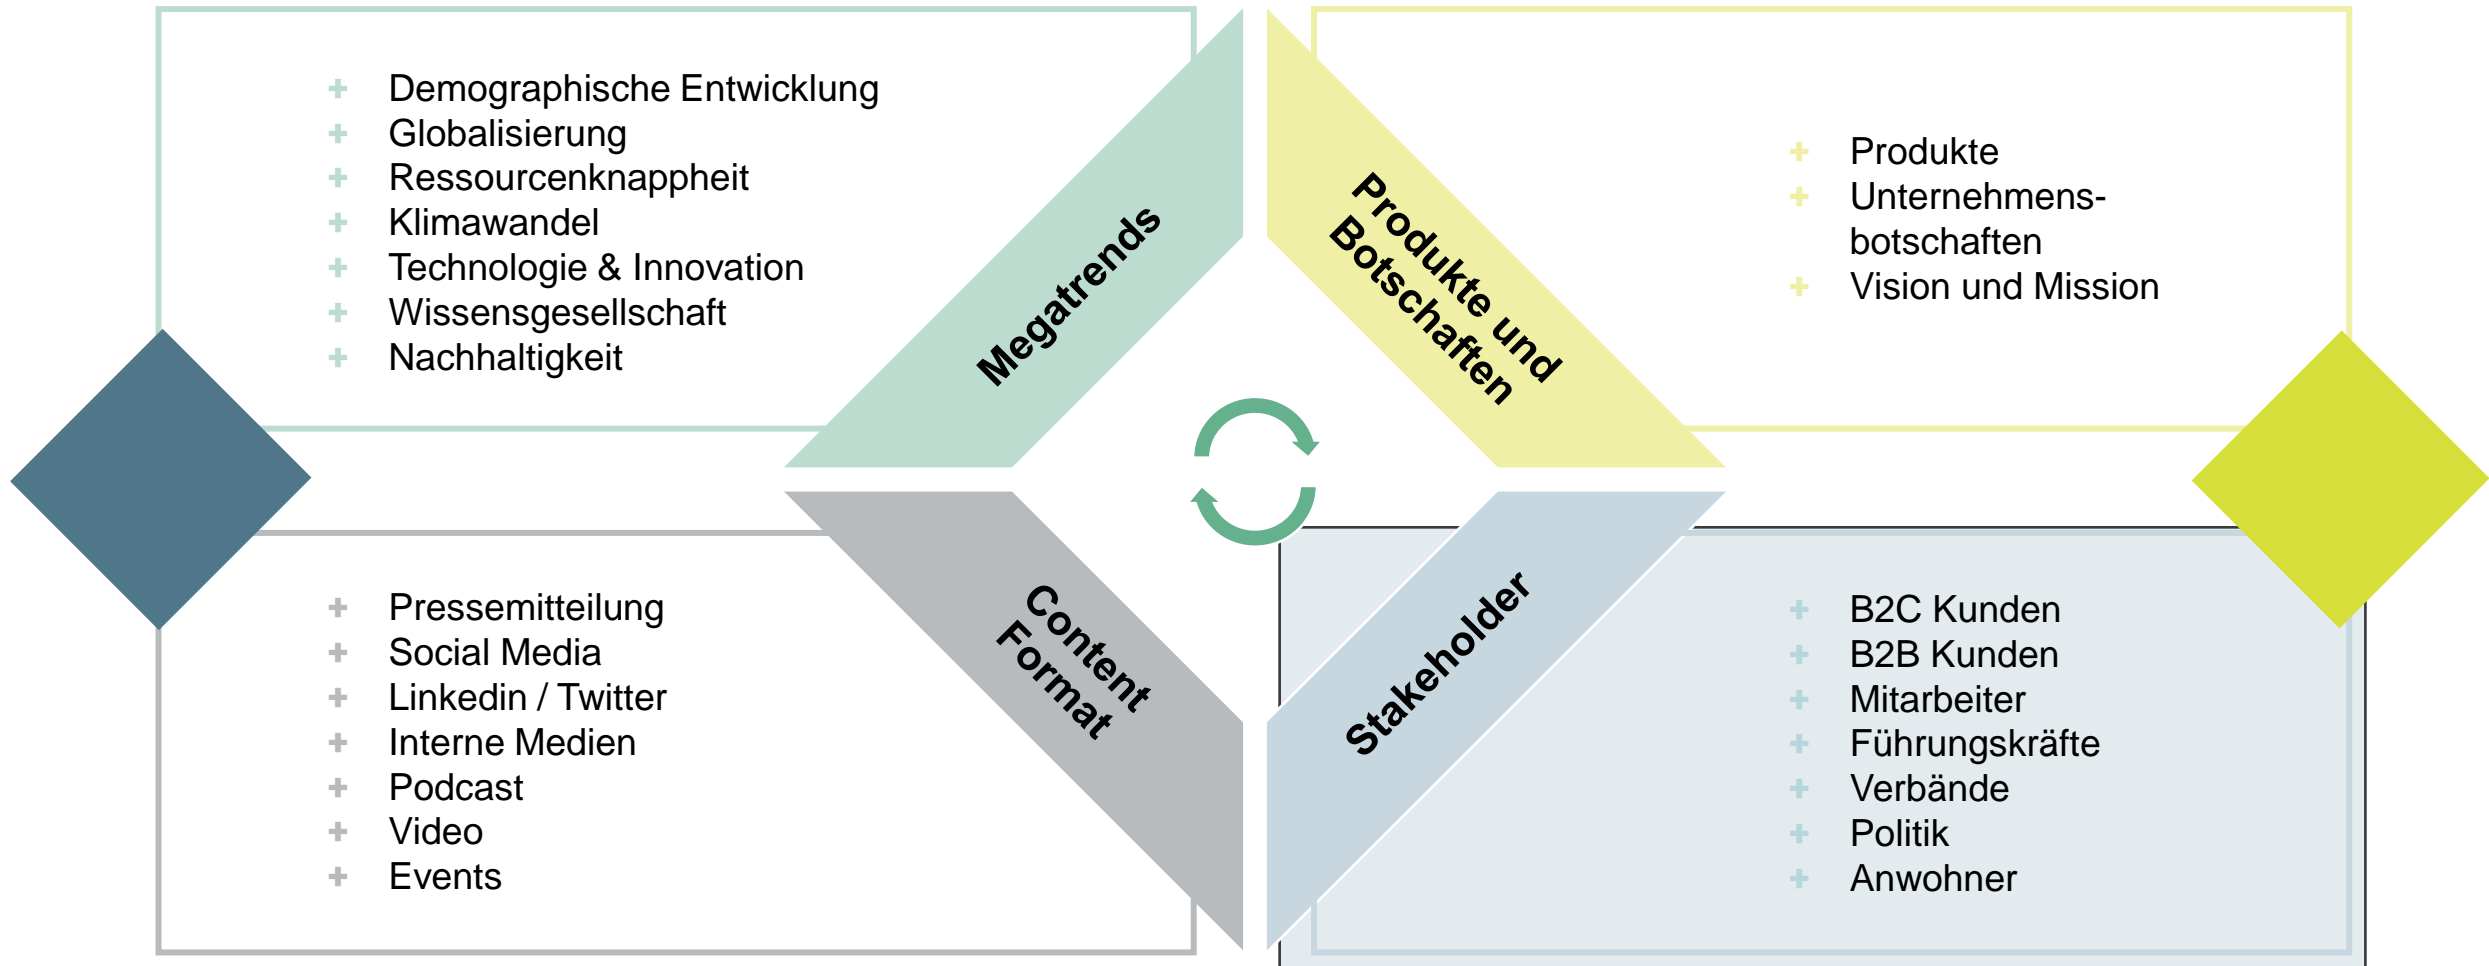 Demographische Entwicklung
Globalisierung
Ressourcenknappheit
Klimawandel
Technologie & Innovation
Wissensgesellschaft
Nachhaltigkeit
Megatrends
Produkte und
Botschaften
Produkte
Unternehmens-
botschaften
Vision und Mission
Pressemitteilung
Social Media
Linkedin / Twitter
Interne Medien
Podcast
Video
Events
Content
Format
Stakeholder
B2C Kunden
B2B Kunden
Mitarbeiter
Führungskräfte
Verbände
Politik
Anwohner